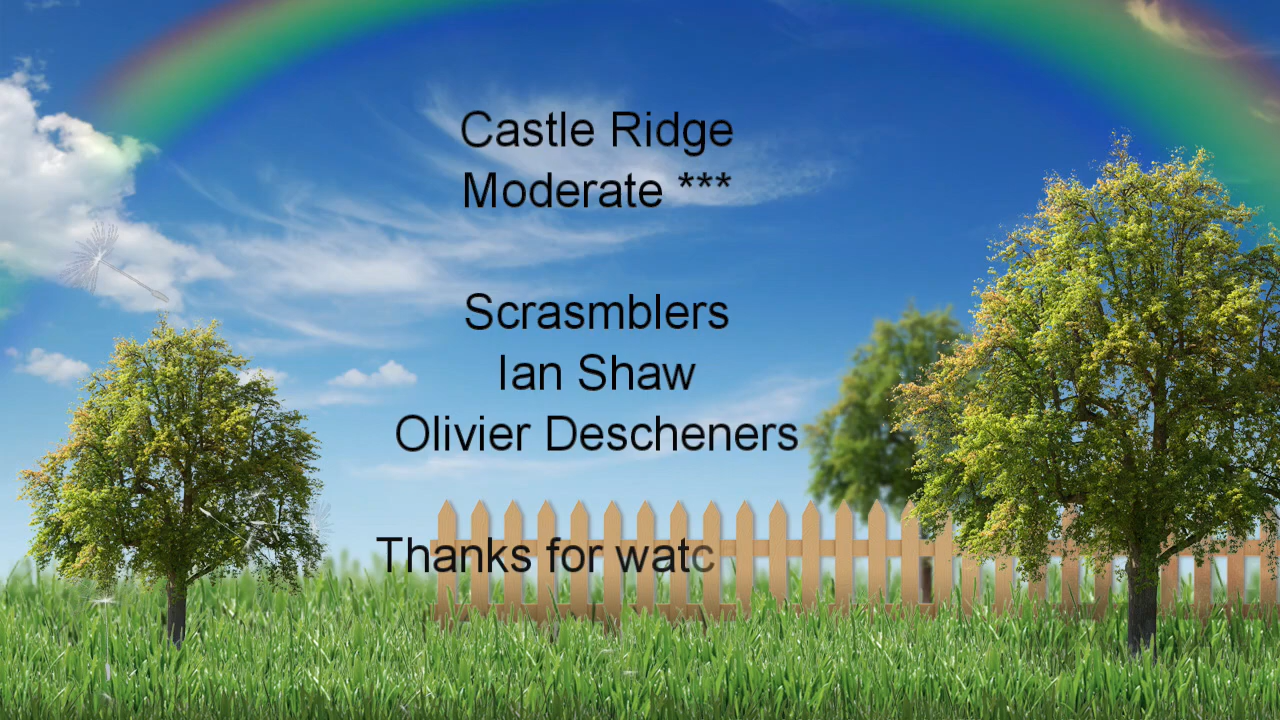 Castle Ridge
Moderate ***
Scrasmblers
Ian Shaw
Olivier Descheners
Thanks for watc